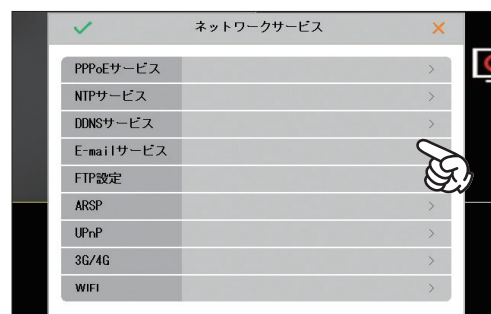 ネットワークサービス
PPPoEサービス
NTPサービス
DDNSサービス
E-mailサービス
FTP設定
ARSP
UPnP
3G/4G
WIFI